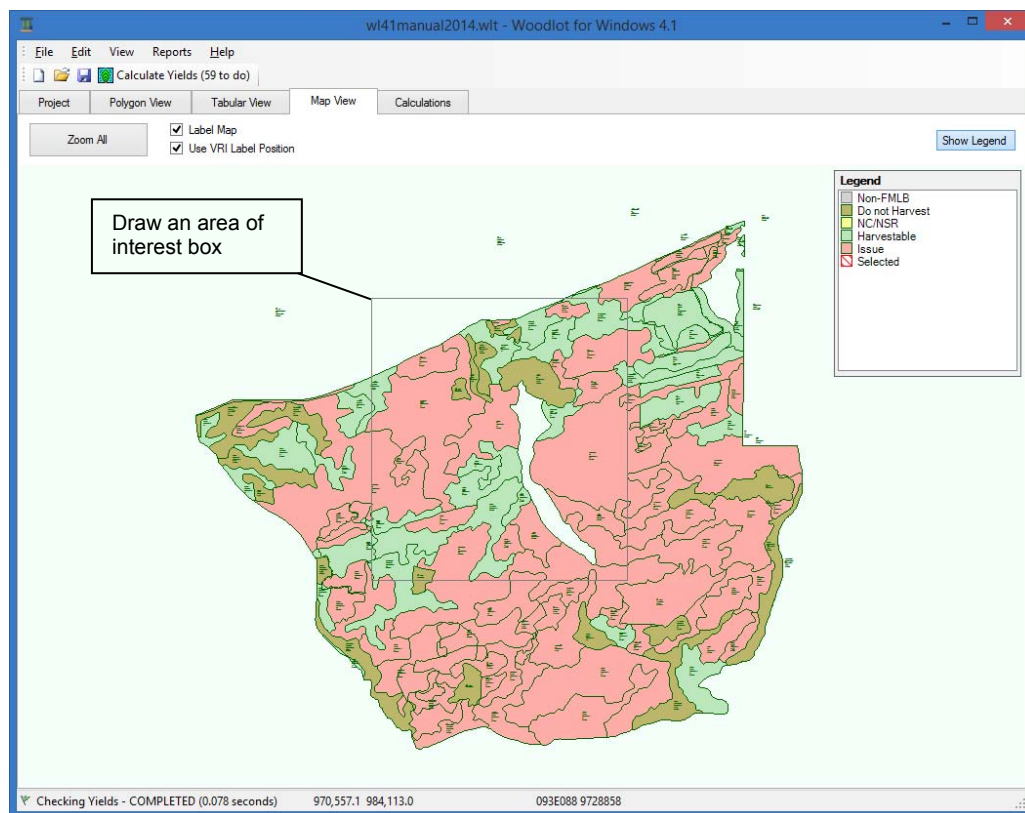 wl41manual2014.wlt - Woodlot for Windows 4.1
File Edit View Reports Help
Calculate Yields (59 to do)
Project Polygon View Tabular View Map View Calculations
Zoom All
Label Map
Use VRI Label Position
Show Legend
Legend
Non-FMLB
Do not Harvest
NC/NSR
Harvestable
Issue
Selected
Draw an area of
interest box
Checking Yields - COMPLETED (0.078 seconds) 970,557.1 984,113.0 093E088 9728858